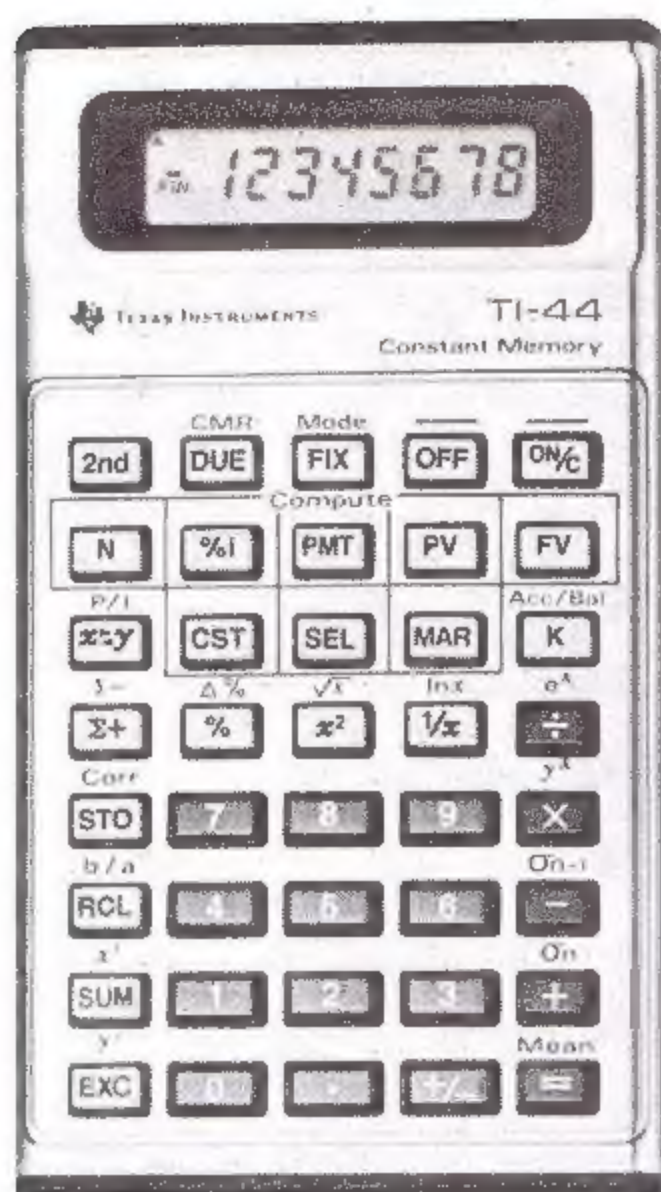 FIN 12345678
TEXAS INSTRUMENTS TI-44
Constant Memory
CMR Mode
2nd DUE FIX OFF ON/C
Compute
N %i PMT PV FV
P/I Acc/Bal
x:y CST SEL MAR K
Σ- Δ% √x lnx eˣ
Σ+ % x² 1/x ÷
Corr yˣ
STO 7 8 9 ×
b/a σn-1
RCL 4 5 6 −
x' σn
SUM 1 2 3 +
y' Mean
EXC 0 . +/− =